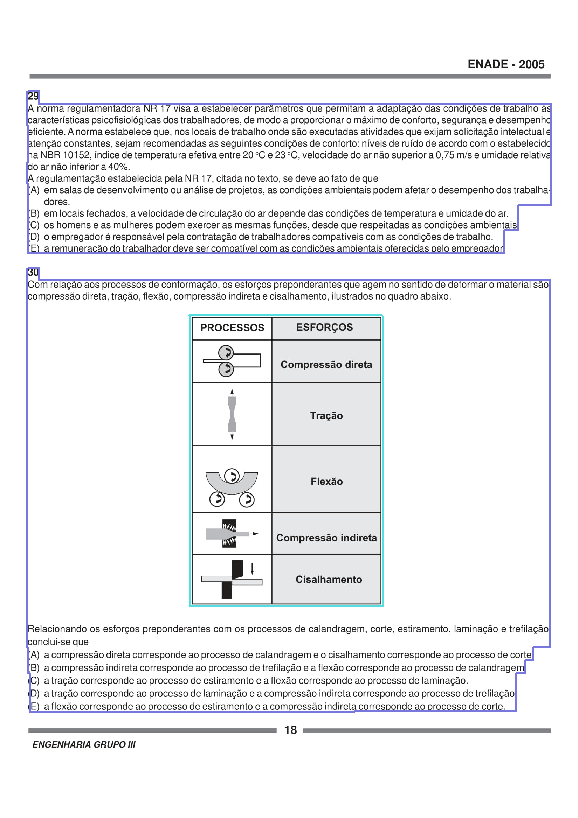 ENADE - 2005
29
A norma regulamentadora NR 17 visa a estabelecer parâmetros que permitam a adaptação das condições de trabalho às
características psicofisiológicas dos trabalhadores, de modo a proporcionar o máximo de conforto, segurança e desempenho
eficiente. A norma estabelece que, nos locais de trabalho onde são executadas atividades que exijam solicitação intelectual e
atenção constantes, sejam recomendadas as seguintes condições de conforto: níveis de ruído de acordo com o estabelecido
na NBR 10152, índice de temperatura efetiva entre 20 °C e 23 °C, velocidade do ar não superior a 0,75 m/s e umidade relativa
do ar não inferior a 40%.
A regulamentação estabelecida pela NR 17, citada no texto, se deve ao fato de que
(A) em salas de desenvolvimento ou análise de projetos, as condições ambientais podem afetar o desempenho dos trabalha-
dores.
(B) em locais fechados, a velocidade de circulação do ar depende das condições de temperatura e umidade do ar.
(C) os homens e as mulheres podem exercer as mesmas funções, desde que respeitadas as condições ambientais.
(D) o empregador é responsável pela contratação de trabalhadores compatíveis com as condições de trabalho.
(E) a remuneração do trabalhador deve ser compatível com as condições ambientais oferecidas pelo empregador.
30
Com relação aos processos de conformação, os esforços preponderantes que agem no sentido de deformar o material são
compressão direta, tração, flexão, compressão indireta e cisalhamento, ilustrados no quadro abaixo.
PROCESSOS ESFORÇOS
Compressão direta
Tração
Flexão
Compressão indireta
Cisalhamento
Relacionando os esforços preponderantes com os processos de calandragem, corte, estiramento, laminação e trefilação,
conclui-se que
(A) a compressão direta corresponde ao processo de calandragem e o cisalhamento corresponde ao processo de corte.
(B) a compressão indireta corresponde ao processo de trefilação e a flexão corresponde ao processo de calandragem.
(C) a tração corresponde ao processo de estiramento e a flexão corresponde ao processo de laminação.
(D) a tração corresponde ao processo de laminação e a compressão indireta corresponde ao processo de trefilação.
(E) a flexão corresponde ao processo de estiramento e a compressão indireta corresponde ao processo de corte.
18
ENGENHARIA GRUPO III